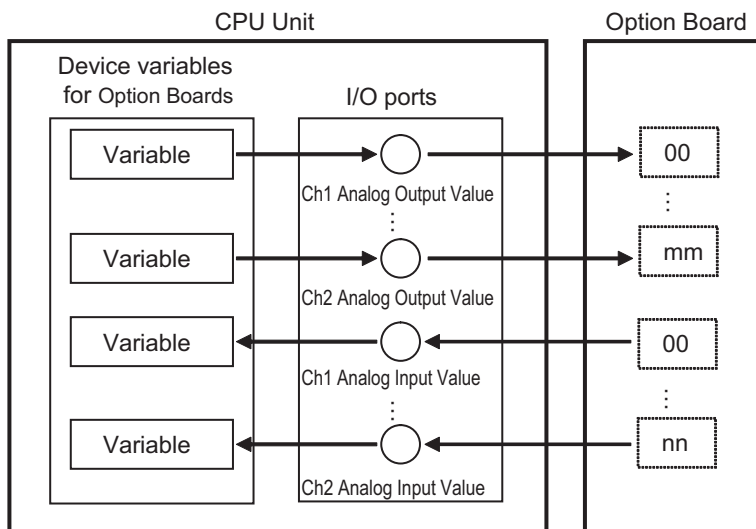 CPU Unit
Option Board
Device variables
for Option Boards
I/O ports
Variable
00
Ch1 Analog Output Value
Variable
mm
Ch2 Analog Output Value
Variable
00
Ch1 Analog Input Value
Variable
nn
Ch2 Analog Input Value